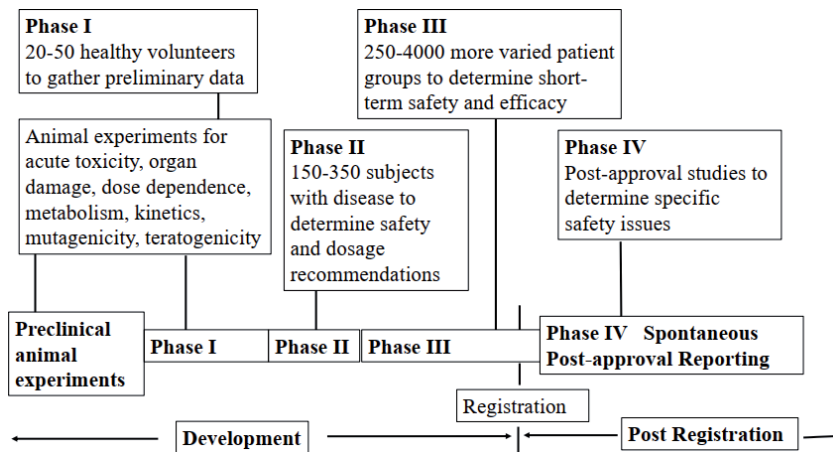 Phase I
20-50 healthy volunteers
to gather preliminary data
Phase III
250-4000 more varied patient
groups to determine short-
term safety and efficacy
Animal experiments for
acute toxicity, organ
damage, dose dependence,
metabolism, kinetics,
mutagenicity, teratogenicity
Phase II
150-350 subjects
with disease to
determine safety
and dosage
recommendations
Phase IV
Post-approval studies to
determine specific
safety issues
Preclinical
animal
experiments
Phase I
Phase II
Phase III
Phase IV Spontaneous
Post-approval Reporting
Registration
Development
Post Registration